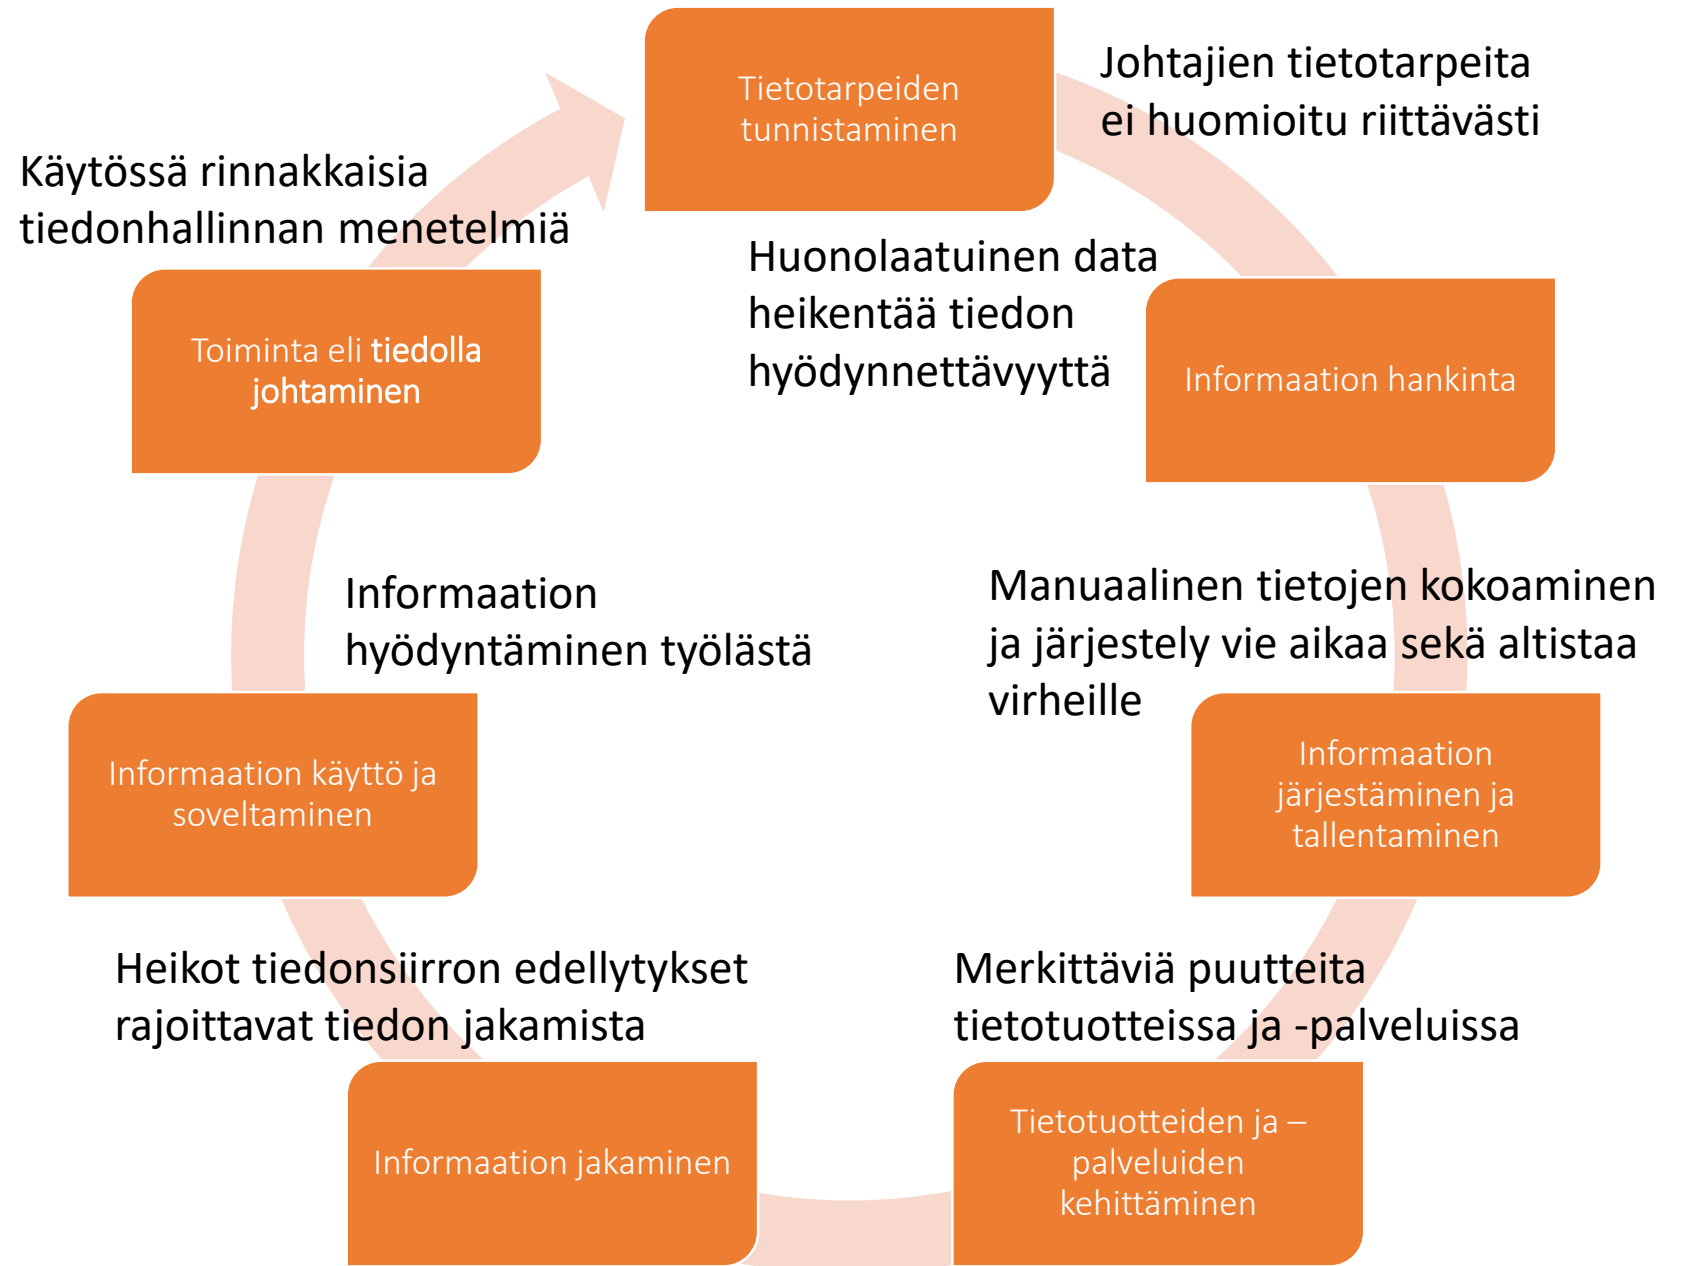 Tietotarpeiden
tunnistaminen
Johtajien tietotarpeita
ei huomioitu riittävästi
Huonolaatuinen data
heikentää tiedon
hyödynnettävyyttä
Informaation hankinta
Manuaalinen tietojen kokoaminen
ja järjestely vie aikaa sekä altistaa
virheille
Informaation
järjestäminen ja
tallentaminen
Merkittäviä puutteita
tietotuotteissa ja -palveluissa
Tietotuotteiden ja –
palveluiden
kehittäminen
Heikot tiedonsiirron edellytykset
rajoittavat tiedon jakamista
Informaation jakaminen
Informaation
hyödyntäminen työlästä
Informaation käyttö ja
soveltaminen
Käytössä rinnakkaisia
tiedonhallinnan menetelmiä
Toiminta eli tiedolla
johtaminen